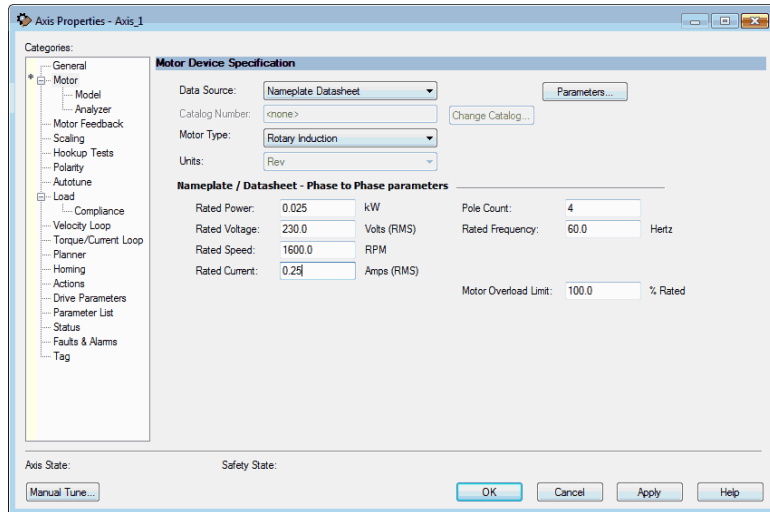 Axis Properties - Axis_1
Categories:
General
Motor
Model
Analyzer
Motor Feedback
Scaling
Hookup Tests
Polarity
Autotune
Load
Compliance
Velocity Loop
Torque/Current Loop
Planner
Homing
Actions
Drive Parameters
Parameter List
Status
Faults & Alarms
Tag
Motor Device Specification
Data Source: Nameplate Datasheet Parameters...
Catalog Number: <none> Change Catalog...
Motor Type: Rotary Induction
Units: Rev
Nameplate / Datasheet - Phase to Phase parameters
Rated Power: 0.025 kW Pole Count: 4
Rated Voltage: 230.0 Volts (RMS) Rated Frequency: 60.0 Hertz
Rated Speed: 1600.0 RPM
Rated Current: 0.25 Amps (RMS)
Motor Overload Limit: 100.0 % Rated
Axis State: Safety State:
Manual Tune... OK Cancel Apply Help